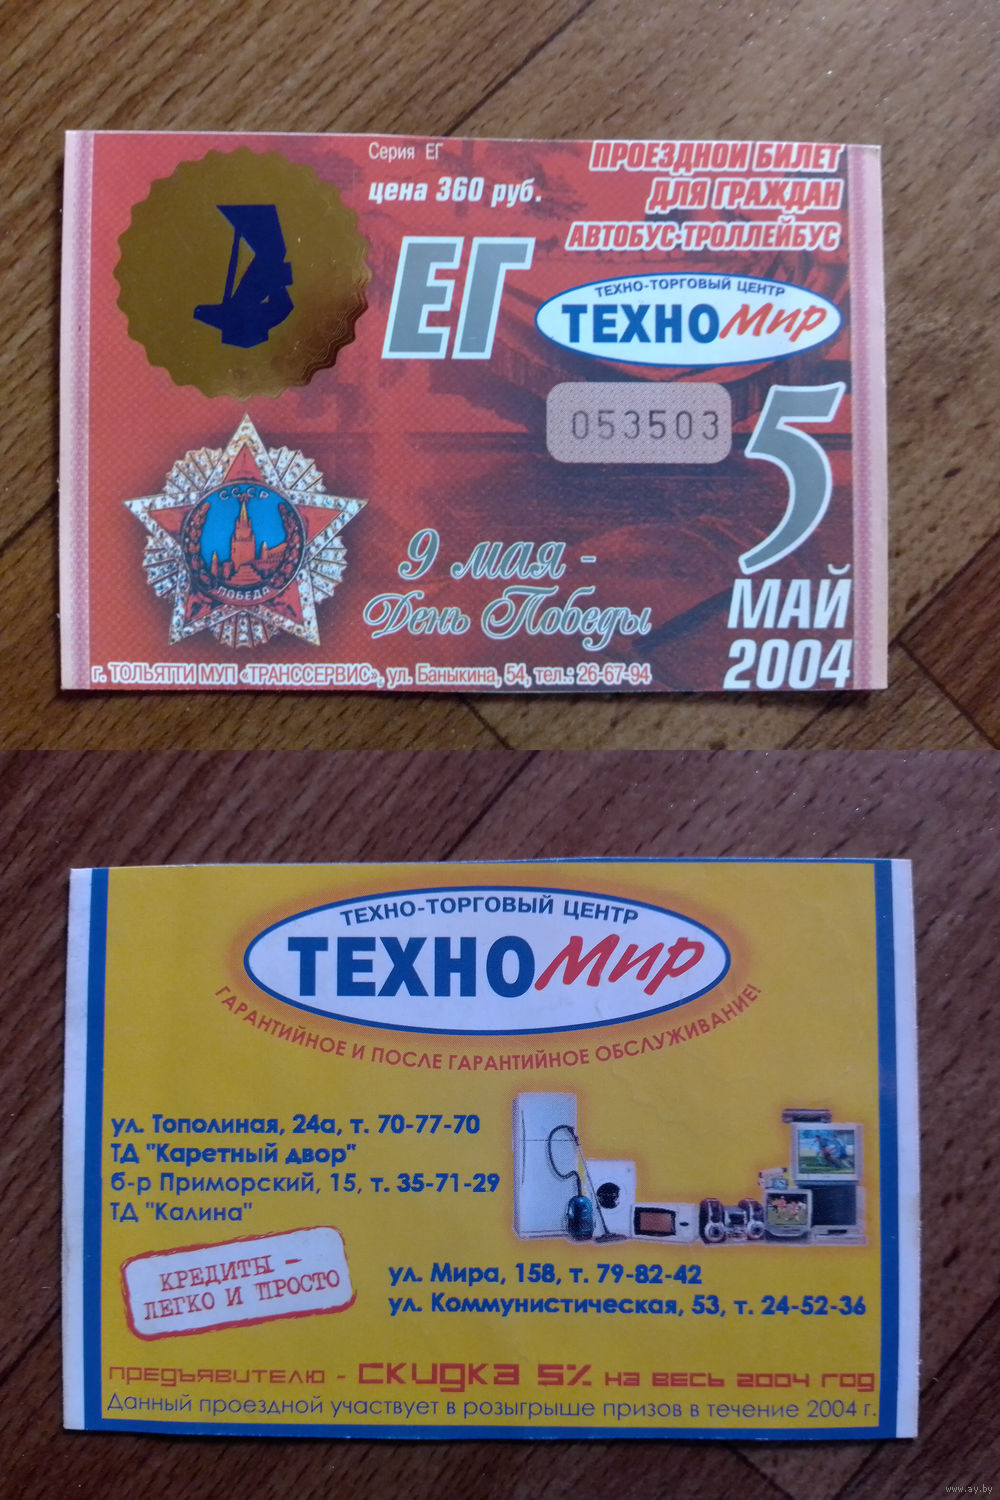 Серия ЕГ
цена 360 руб.
ПРОЕЗДНОЙ БИЛЕТ
ДЛЯ ГРАЖДАН
АВТОБУС-ТРОЛЛЕЙБУС
ЕГ
ТЕХНО-ТОРГОВЫЙ ЦЕНТР
ТЕХНОМир
053503
5
СССР
ПОБЕДА
9 мая -
День Победы
МАЙ
2004
г. ТОЛЬЯТТИ МУП «ТРАНССЕРВИС», ул. Баныкина, 54, тел.: 26-67-94
ТЕХНО-ТОРГОВЫЙ ЦЕНТР
ТЕХНОМир
ГАРАНТИЙНОЕ И ПОСЛЕ ГАРАНТИЙНОЕ ОБСЛУЖИВАНИЕ!
ул. Тополиная, 24а, т. 70-77-70
ТД "Каретный двор"
б-р Приморский, 15, т. 35-71-29
ТД "Калина"
КРЕДИТЫ -
ЛЕГКО И ПРОСТО
ул. Мира, 158, т. 79-82-42
ул. Коммунистическая, 53, т. 24-52-36
предъявителю - скидка 5% на весь 2004 год
Данный проездной участвует в розыгрыше призов в течение 2004 г.
www.ay.by